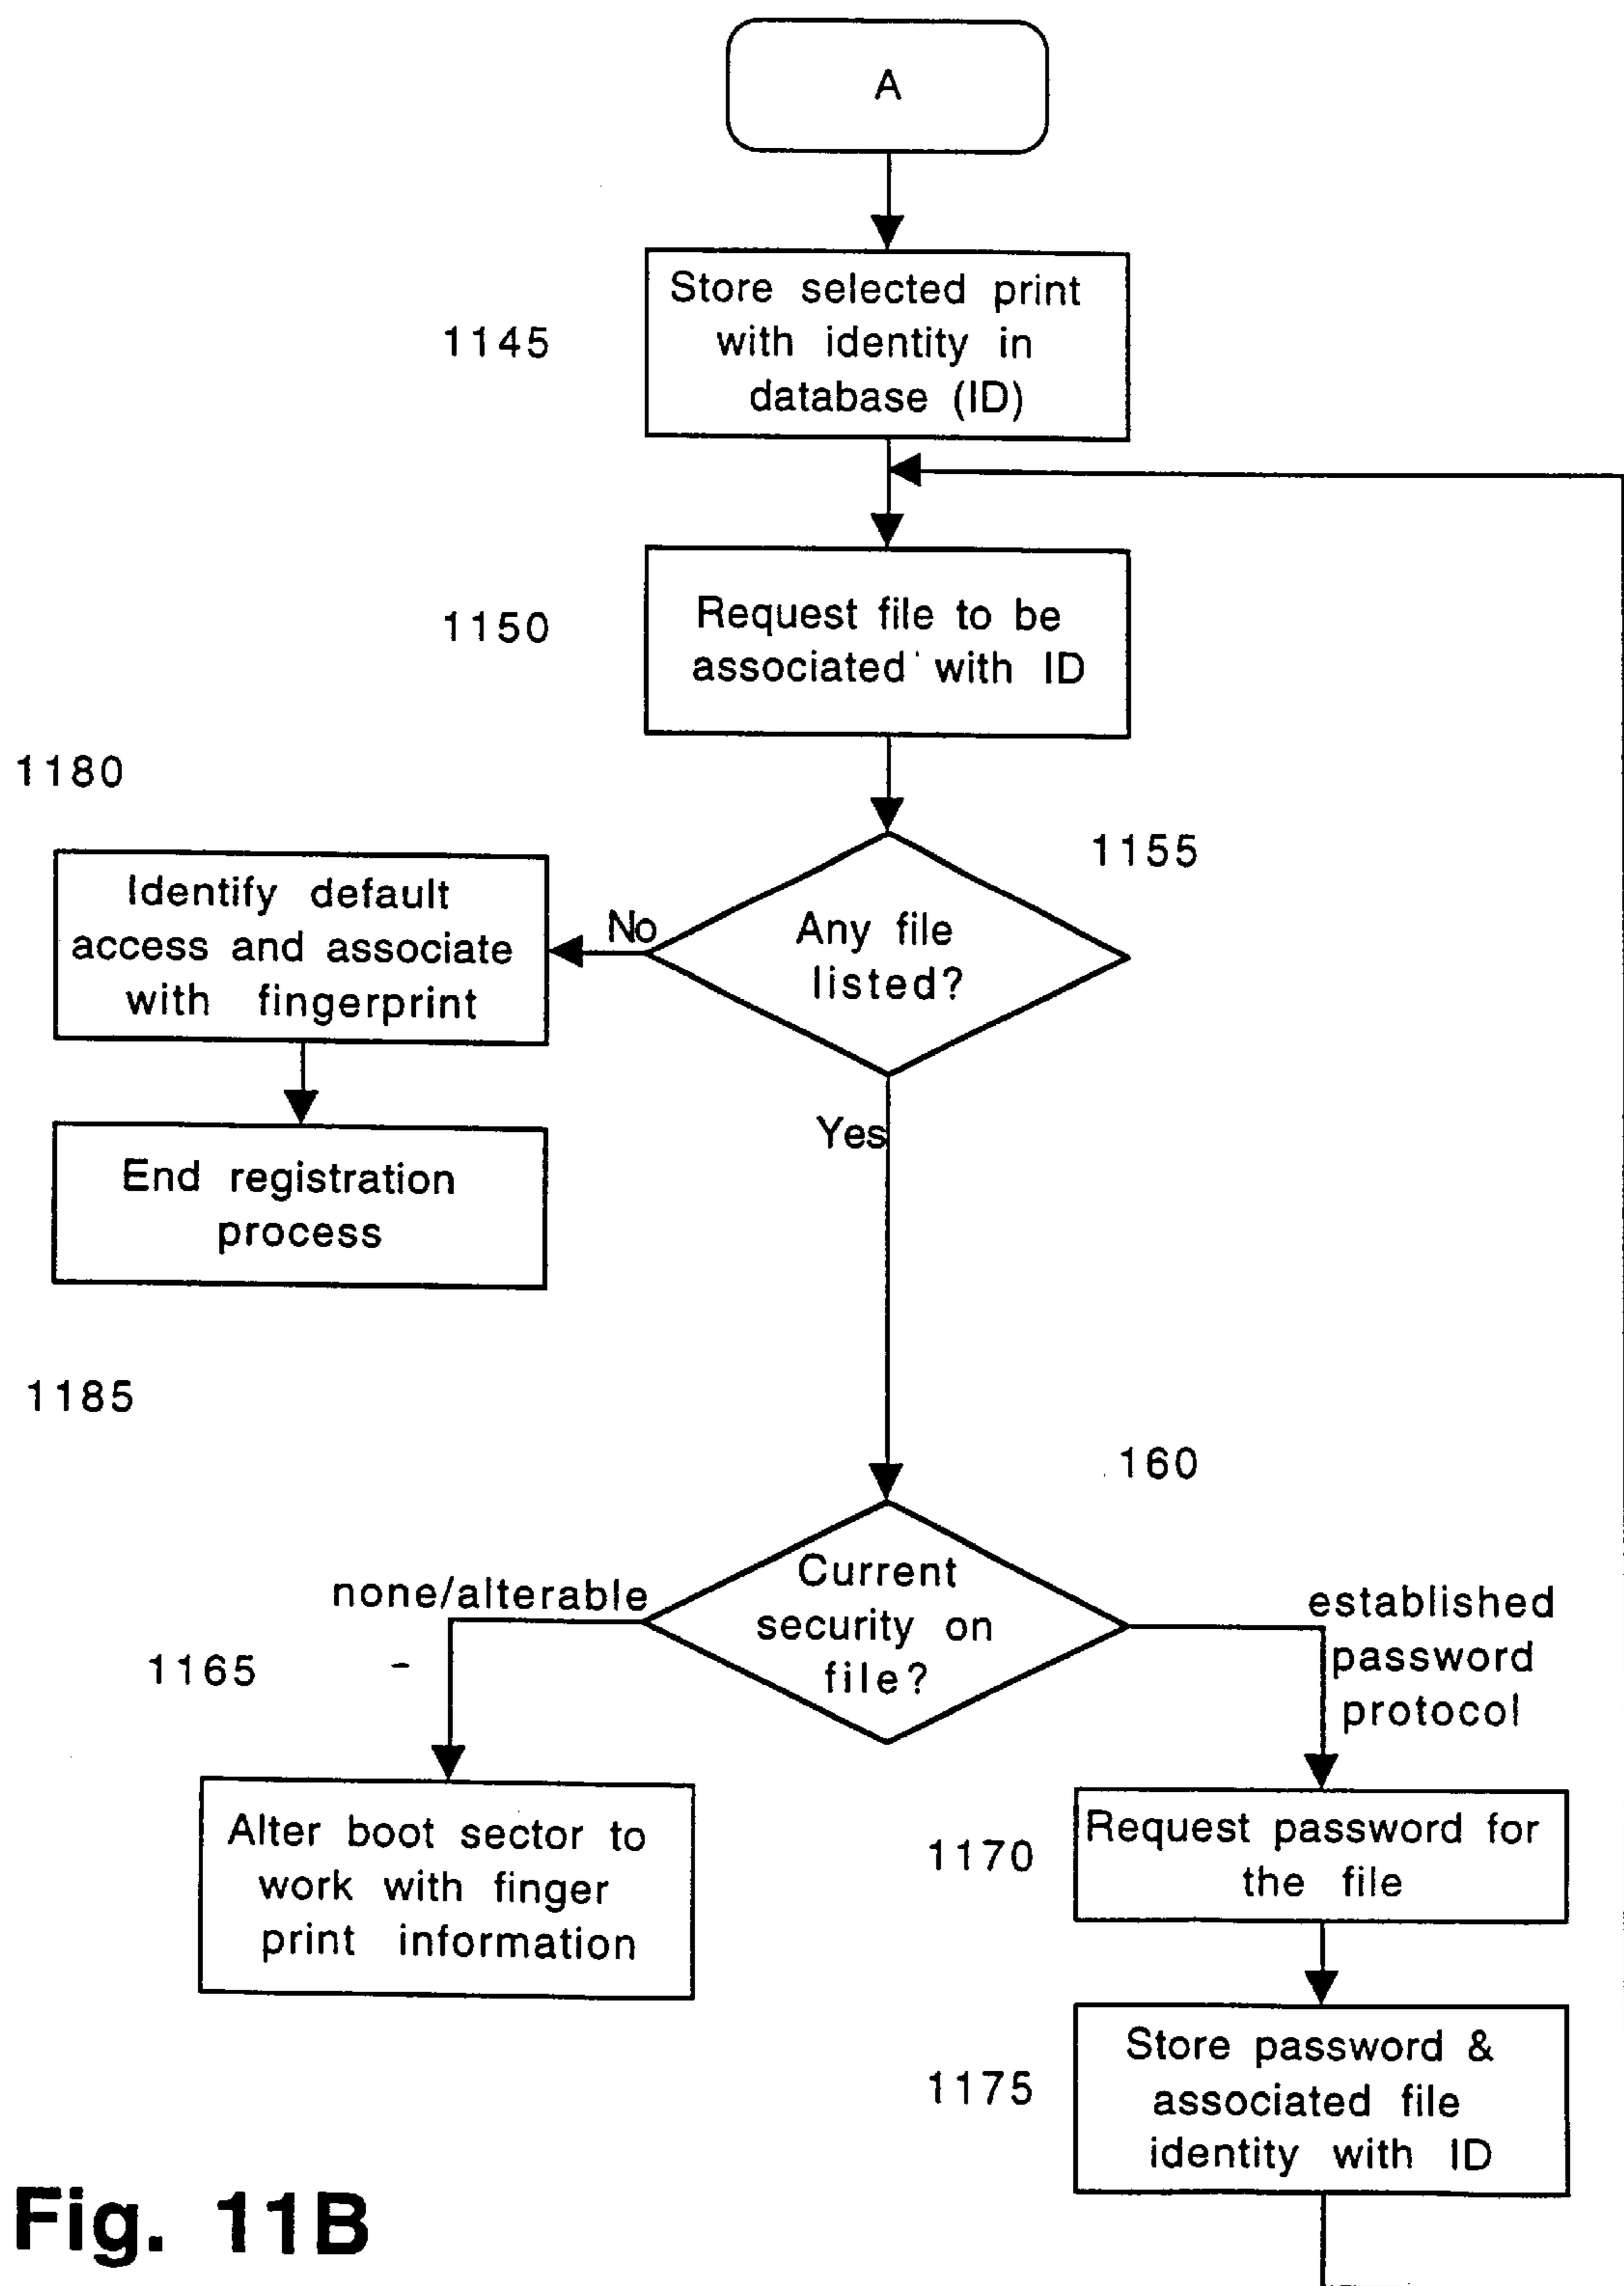 A
Store selected print
with identity in
database (ID)
1145
Request file to be
associated with ID
1150
1180
1155
Identify default
access and associate
with fingerprint
No
Any file
listed?
Yes
End registration
process
1185
160
none/alterable
Current
security on
file?
established
password
protocol
1165
Alter boot sector to
work with finger
print information
1170
Request password for
the file
1175
Store password &
associated file
identity with ID
Fig. 11B